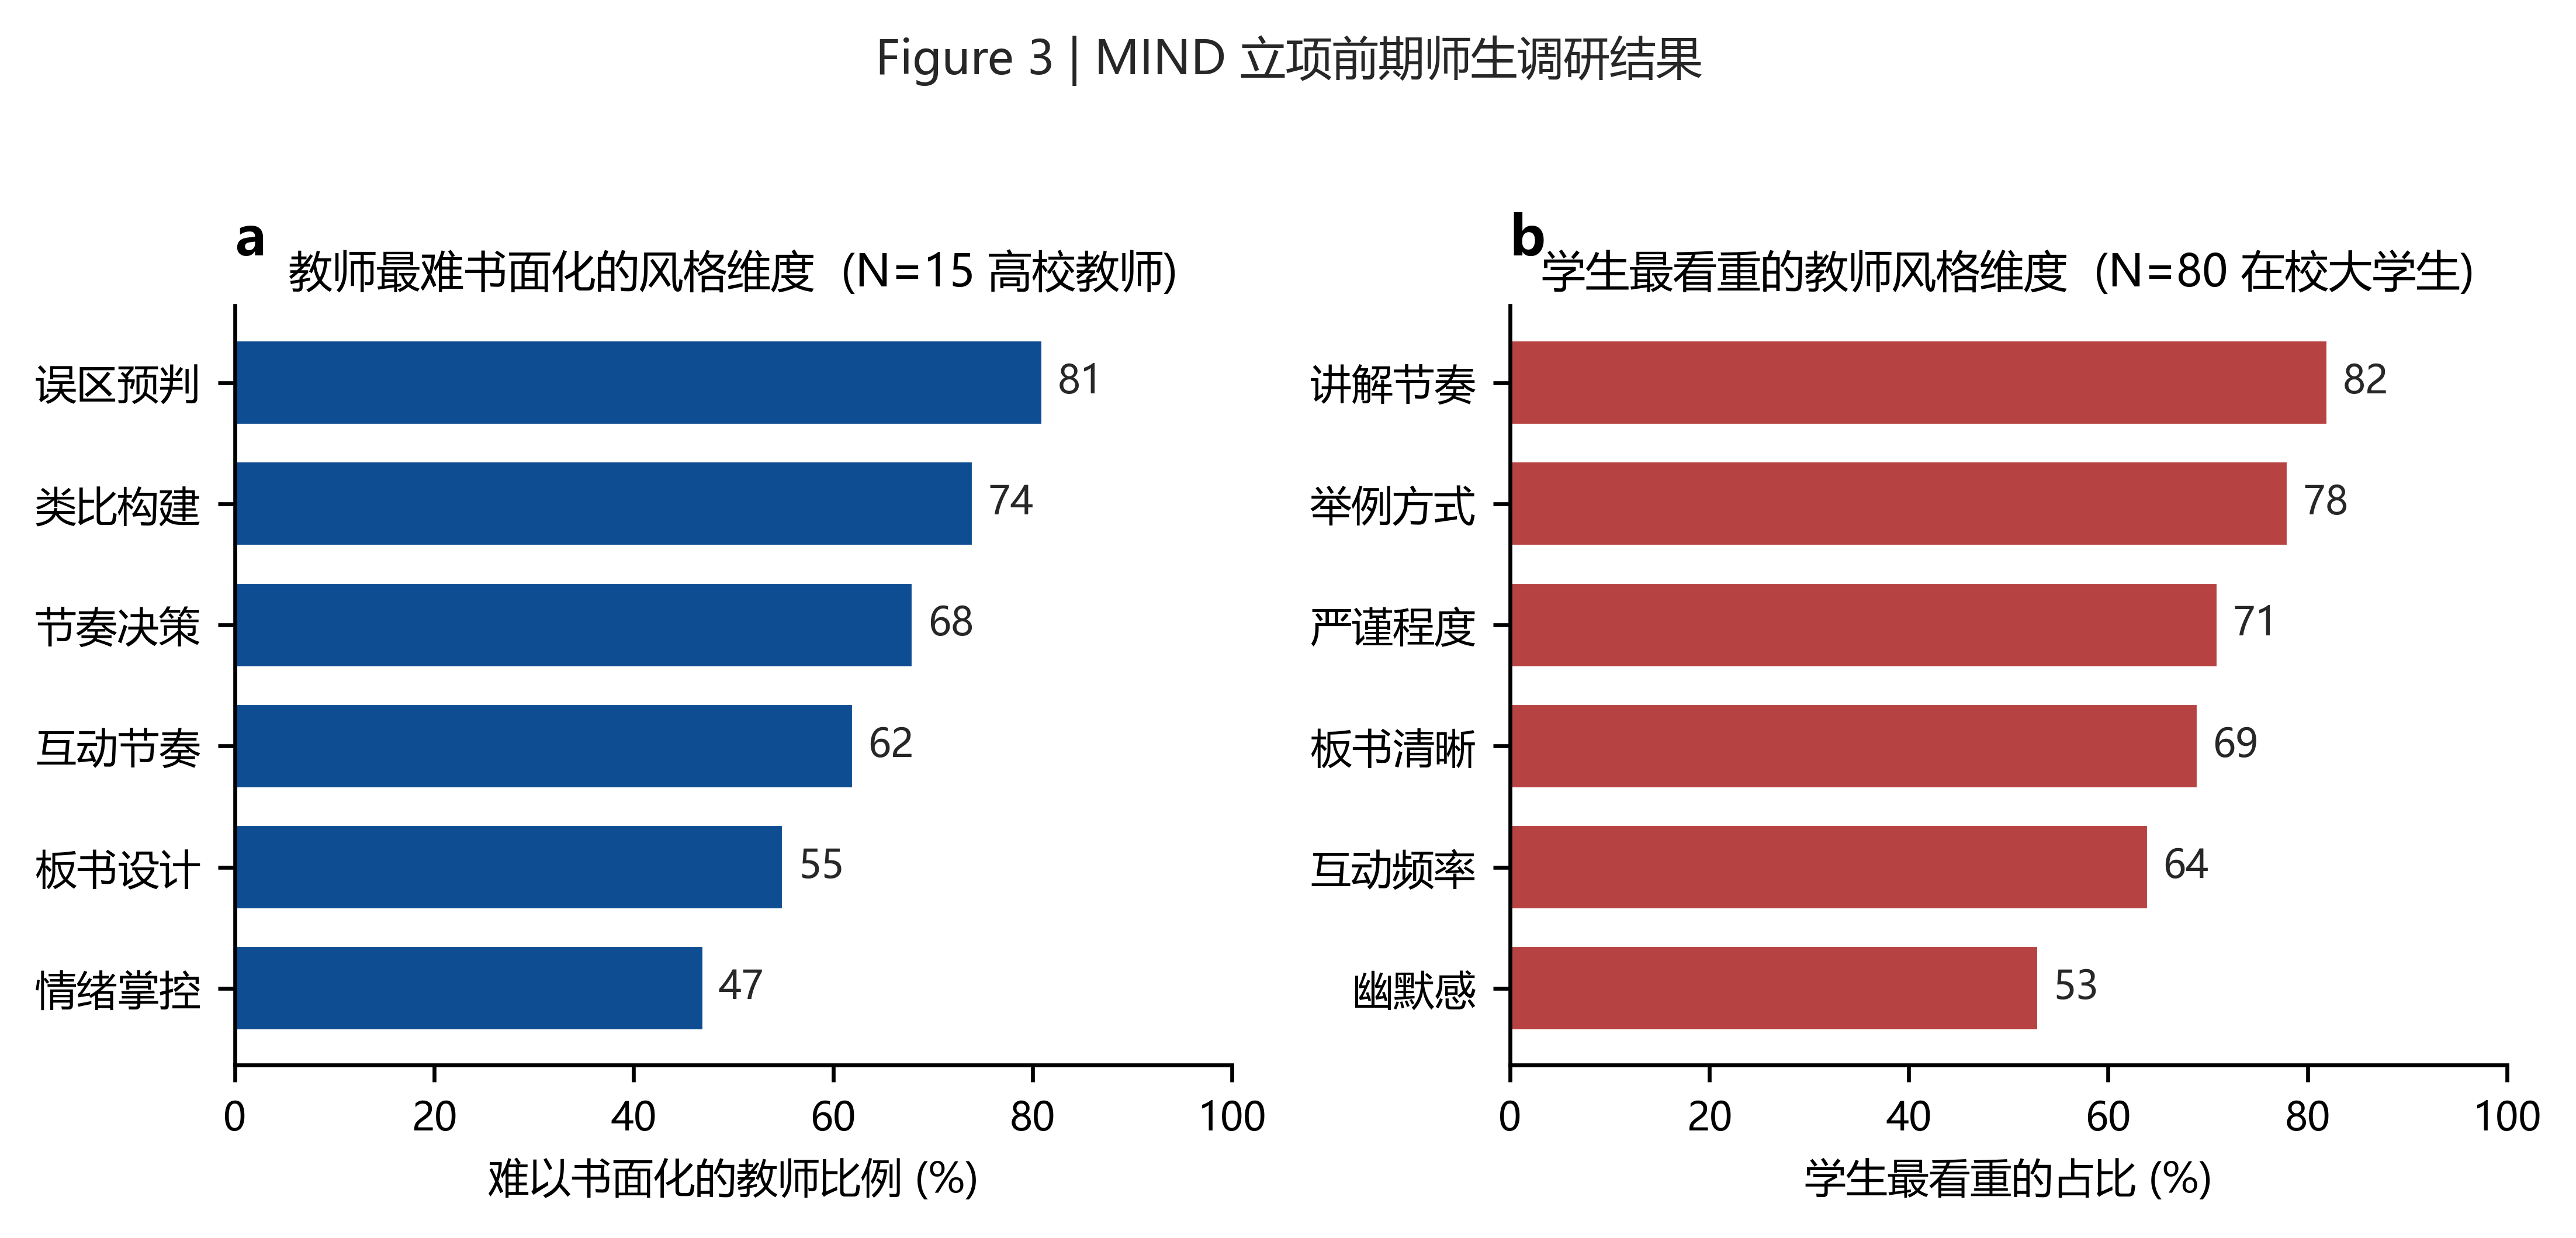 Figure 3 | MIND 立项前期师生调研结果
a
教师最难书面化的风格维度 (N=15 高校教师)
误区预判
81
类比构建
74
节奏决策
68
互动节奏
62
板书设计
55
情绪掌控
47
0 20 40 60 80 100
难以书面化的教师比例 (%)
b
学生最看重的教师风格维度 (N=80 在校大学生)
讲解节奏
82
举例方式
78
严谨程度
71
板书清晰
69
互动频率
64
幽默感
53
0 20 40 60 80 100
学生最看重的占比 (%)